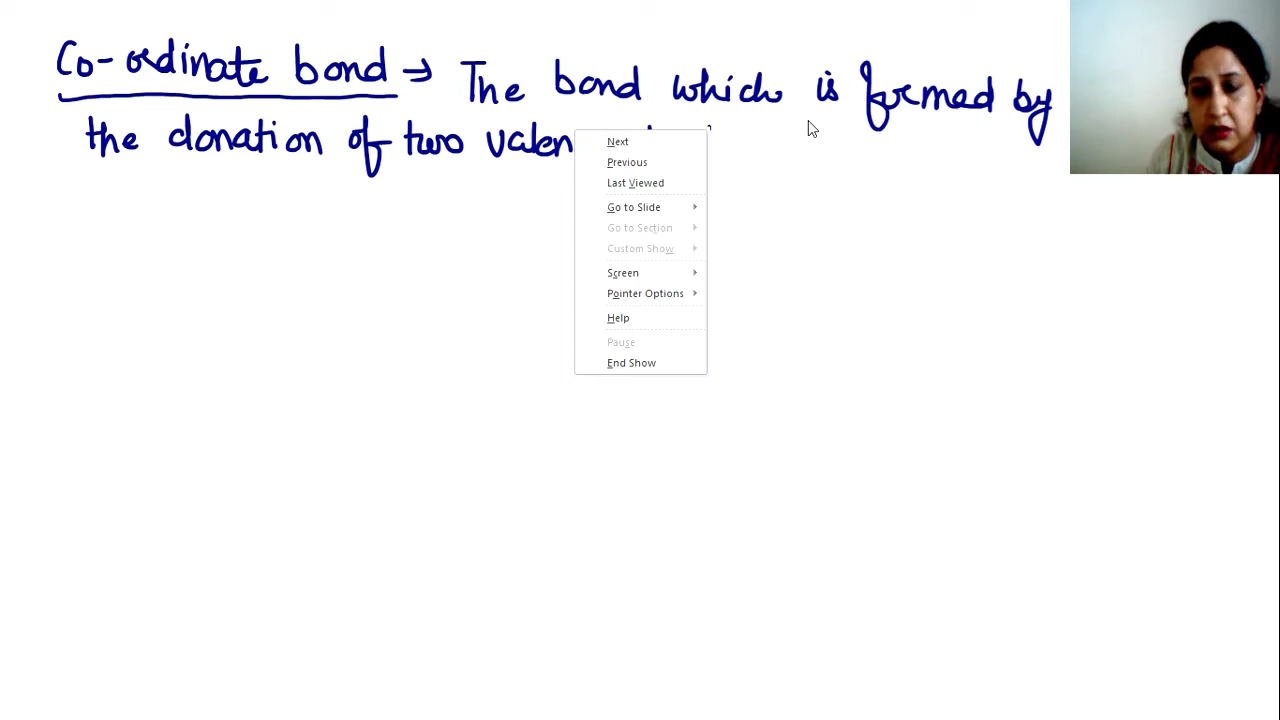 Co-ordinate bond → The bond which is formed by
the donation of two valen
Next
Previous
Last Viewed
Go to Slide
Go to Section
Custom Show
Screen
Pointer Options
Help
Pause
End Show